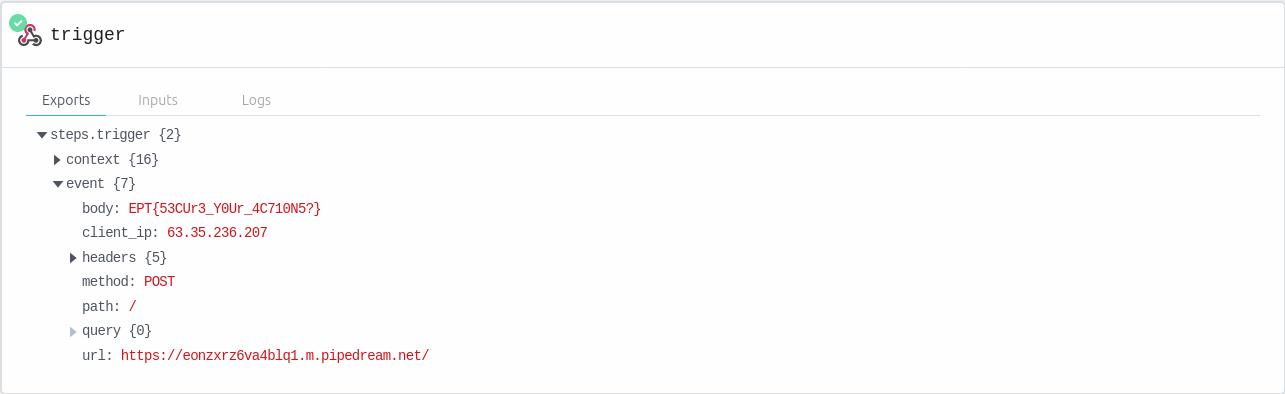 trigger
Exports Inputs Logs
steps.trigger {2}
context {16}
event {7}
body: EPT{53CUr3_Y0Ur_4C710N5?}
client_ip: 63.35.236.207
headers {5}
method: POST
path: /
query {0}
url: https://eonzxrz6va4blq1.m.pipedream.net/